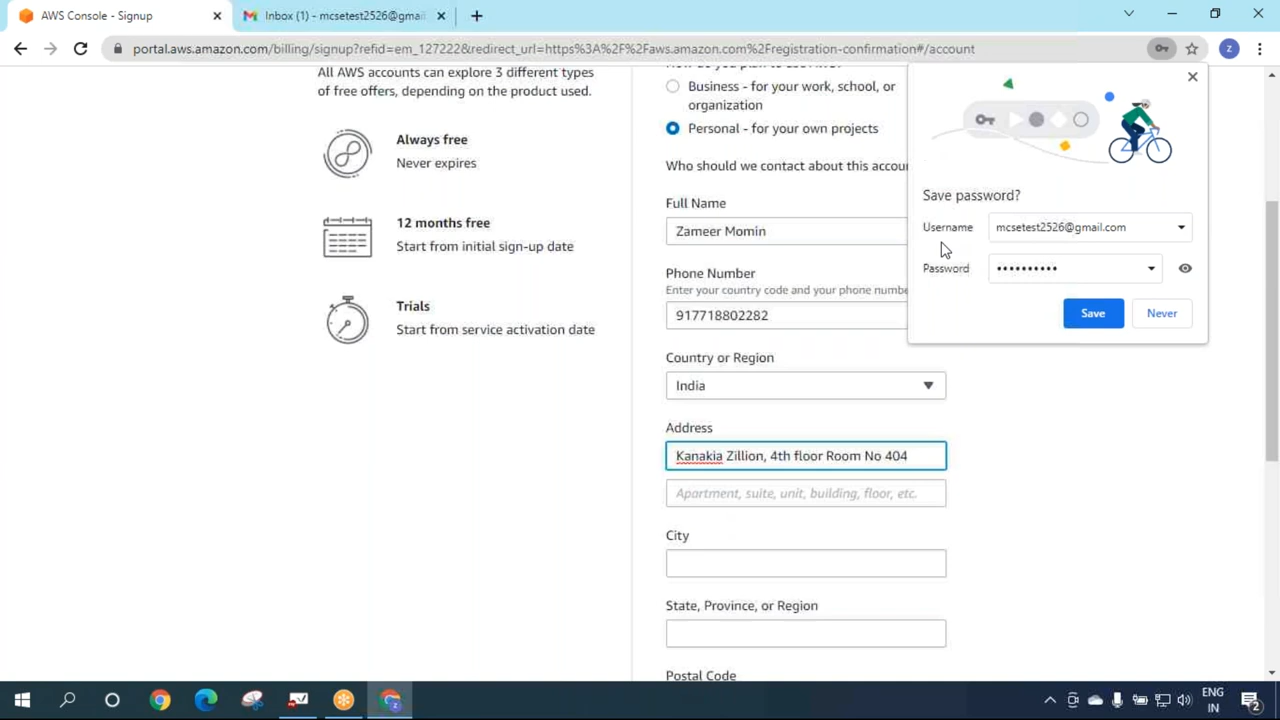 AWS Console - Signup
Inbox (1) - mcsetest2526@gmai
portal.aws.amazon.com/billing/signup?refid=em_127222&redirect_url=https%3A%2F%2Faws.amazon.com%2Fregistration-confirmation#/account
z
All AWS accounts can explore 3 different types
of free offers, depending on the product used.
Always free
Never expires
12 months free
Start from initial sign-up date
Trials
Start from service activation date
Business - for your work, school, or
organization
Personal - for your own projects
Who should we contact about this accou
Full Name
Zameer Momin
Phone Number
Enter your country code and your phone numbe
917718802282
Country or Region
India
Address
Kanakia Zillion, 4th floor Room No 404
Apartment, suite, unit, building, floor, etc.
City
State, Province, or Region
Postal Code
Save password?
Username
mcsetest2526@gmail.com
Password
••••••••••
Save
Never
ENG
IN
2